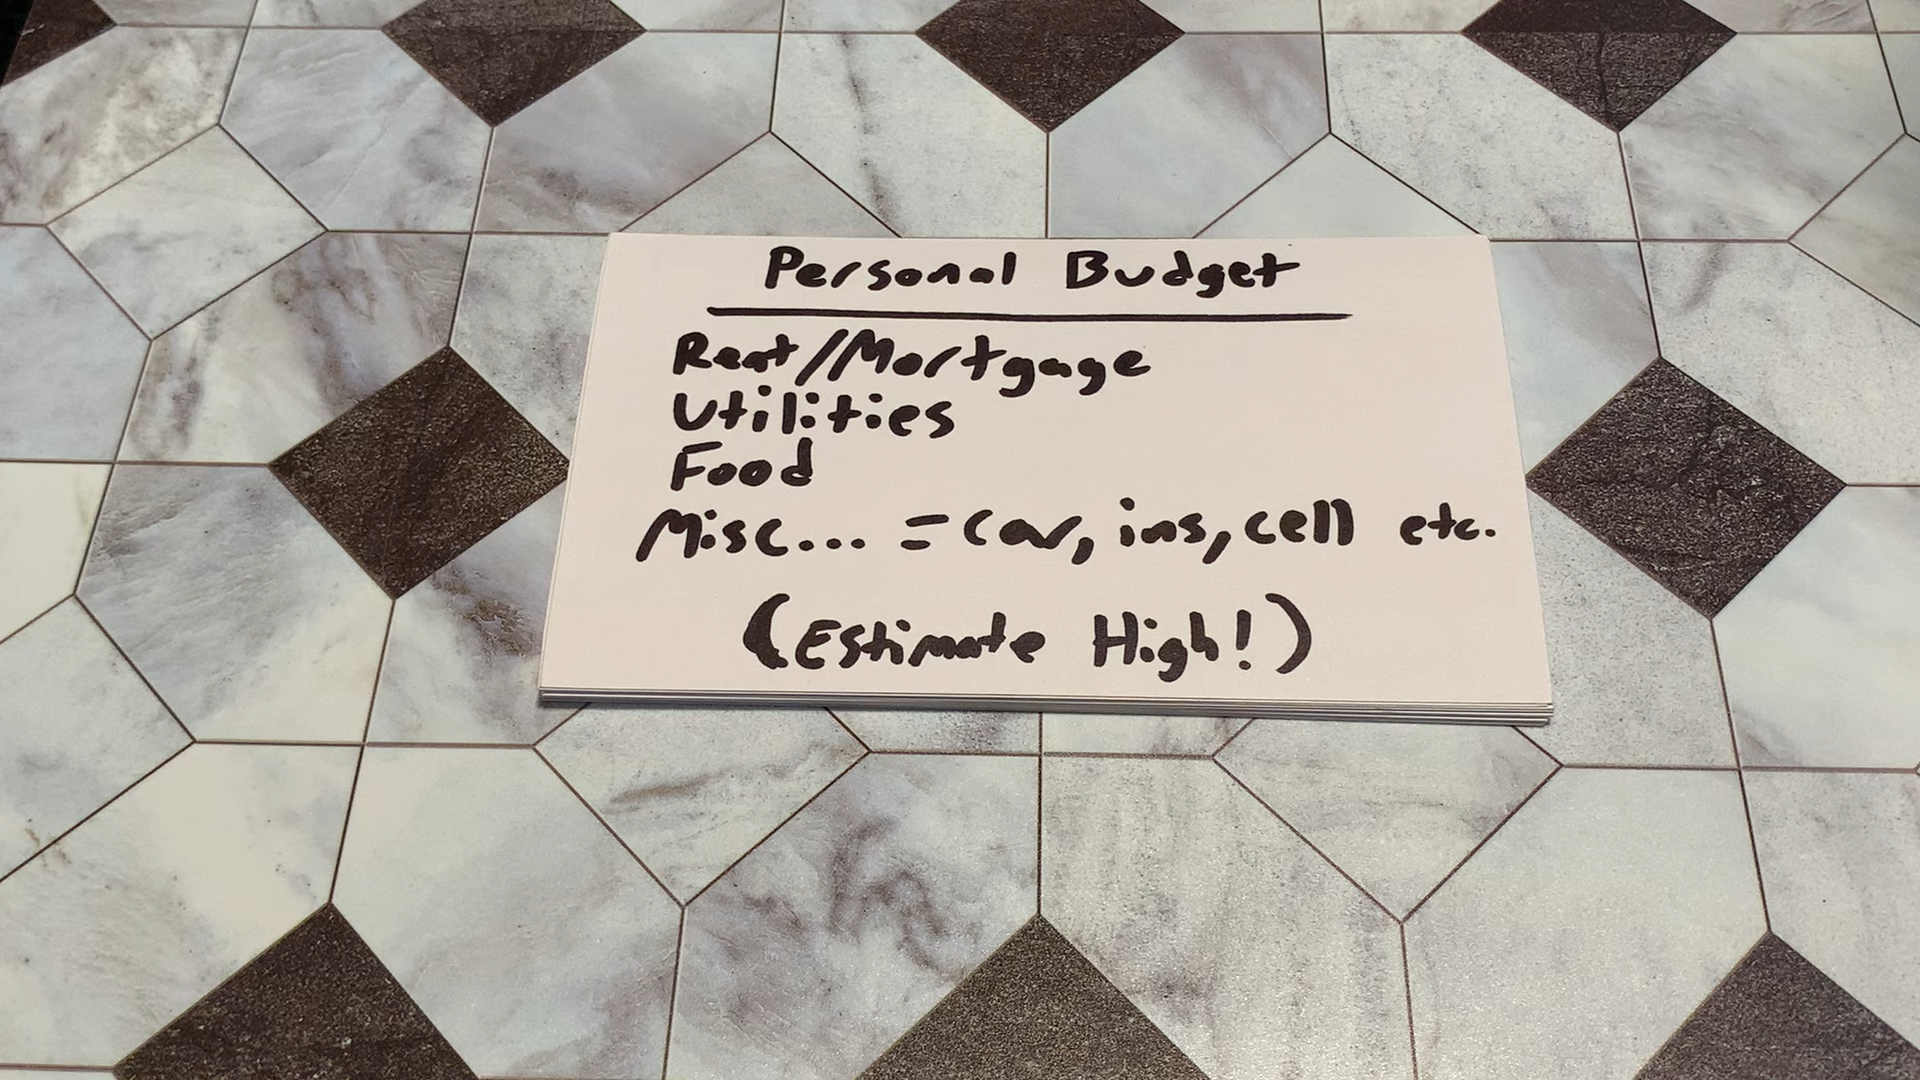 Personal Budget
Rent/Mortgage
Utilities
Food
Misc... = Car, ins, cell etc.
(Estimate High!)